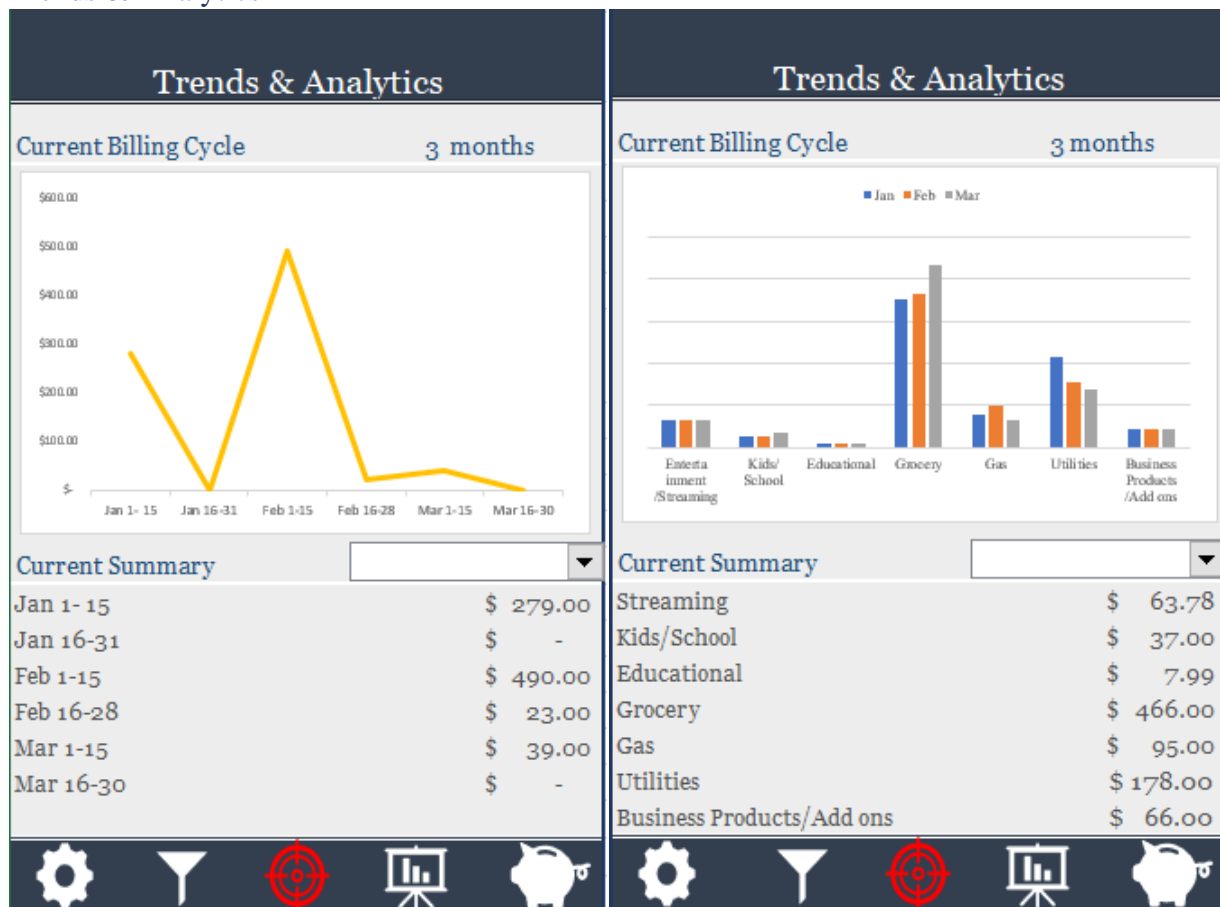 Trends & Analytics
Current Billing Cycle 3 months
$600.00
$500.00
$400.00
$300.00
$200.00
$100.00
$-
Jan 1- 15 Jan 16-31 Feb 1-15 Feb 16-28 Mar 1-15 Mar 16-30
Current Summary
Jan 1- 15 $ 279.00
Jan 16-31 $ -
Feb 1-15 $ 490.00
Feb 16-28 $ 23.00
Mar 1-15 $ 39.00
Mar 16-30 $ -
Trends & Analytics
Current Billing Cycle 3 months
Jan Feb Mar
Enterta
inment
/Streaming
Kids/
School
Educational
Grocery
Gas
Utilities
Business
Products
/Add ons
Current Summary
Streaming $ 63.78
Kids/School $ 37.00
Educational $ 7.99
Grocery $ 466.00
Gas $ 95.00
Utilities $ 178.00
Business Products/Add ons $ 66.00